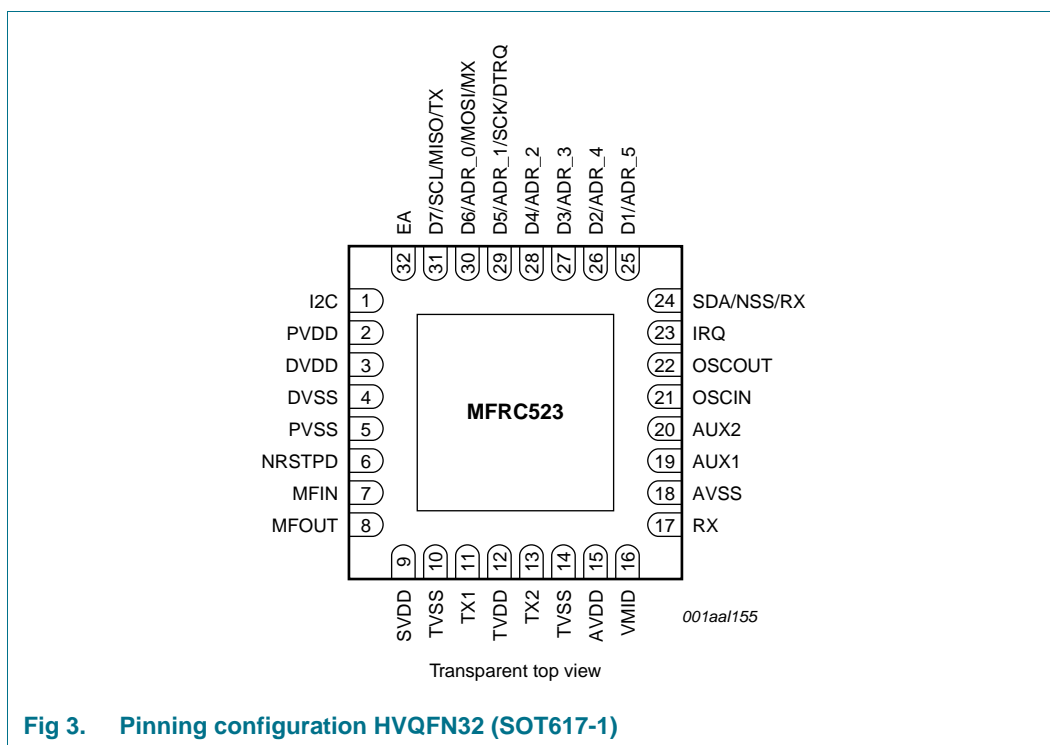 EA
D7/SCL/MISO/TX
D6/ADR_0/MOSI/MX
D5/ADR_1/SCK/DTRQ
D4/ADR_2
D3/ADR_3
D2/ADR_4
D1/ADR_5
32
31
30
29
28
27
26
25
I2C 1
PVDD 2
DVDD 3
DVSS 4
PVSS 5
NRSTPD 6
MFIN 7
MFOUT 8
MFRC523
24 SDA/NSS/RX
23 IRQ
22 OSCOUT
21 OSCIN
20 AUX2
19 AUX1
18 AVSS
17 RX
9
10
11
12
13
14
15
16
SVDD
TVSS
TX1
TVDD
TX2
TVSS
AVDD
VMID
001aal155
Transparent top view
Fig 3. Pinning configuration HVQFN32 (SOT617-1)